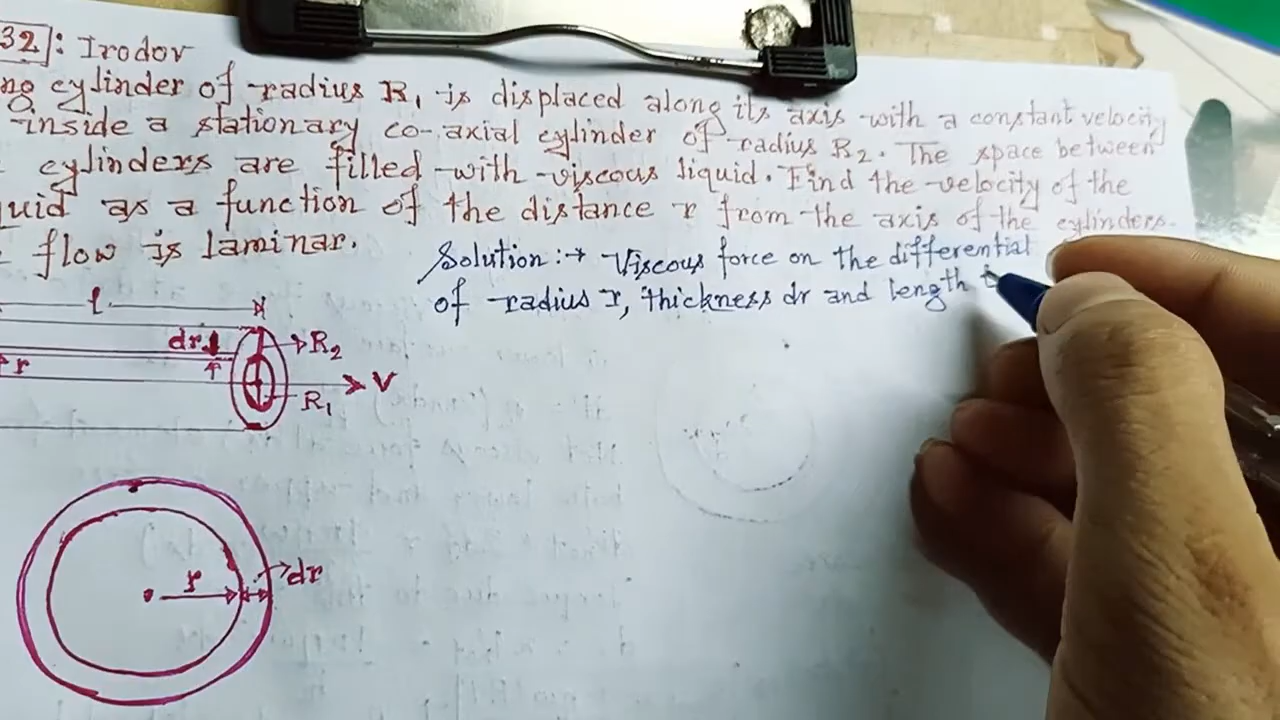 32]: Irodov
ng cylinder of radius R₁ is displaced along its axis with a constant velocity
inside a stationary co-axial cylinder of radius R₂. The space between
cylinders are filled with viscous liquid. Find the velocity of the
quid as a function of the distance r from the axis of the cylinders.
flow is laminar.
Solution :→ Viscous force on the differential
of radius r, thickness dr and length
l
dr
R₂
r
V
R₁
r
dr